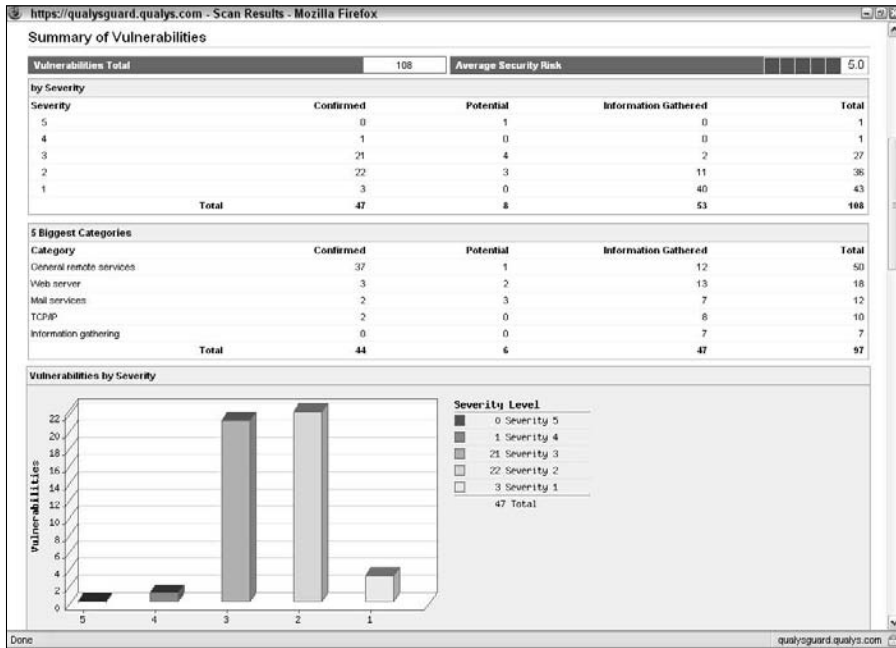 https://qualysguard.qualys.com - Scan Results - Mozilla Firefox
Summary of Vulnerabilities
Vulnerabilities Total 108 Average Security Risk 5.0
by Severity
Severity Confirmed Potential Information Gathered Total
5 0 1 0 1
4 1 0 0 1
3 21 4 2 27
2 22 3 11 36
1 3 0 40 43
Total 47 8 53 108
5 Biggest Categories
Category Confirmed Potential Information Gathered Total
General remote services 37 1 12 50
Web server 3 2 13 18
Mail services 2 3 7 12
TCP/IP 2 0 8 10
Information gathering 0 0 7 7
Total 44 6 47 97
Vulnerabilities by Severity
Vulnerabilities
22
20
18
16
14
12
10
8
6
4
2
0
5 4 3 2 1
Severity Level
0 Severity 5
1 Severity 4
21 Severity 3
22 Severity 2
3 Severity 1
47 Total
Done qualysguard.qualys.com